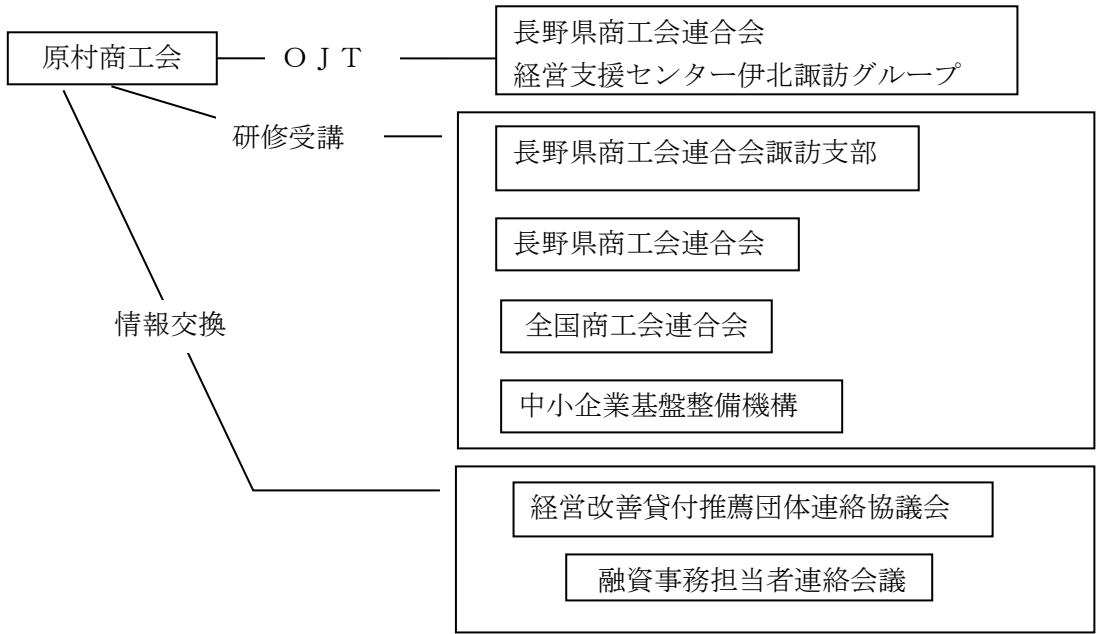 原村商工会
ＯＪＴ
長野県商工会連合会
経営支援センター伊北諏訪グループ
研修受講
長野県商工会連合会諏訪支部
長野県商工会連合会
全国商工会連合会
中小企業基盤整備機構
情報交換
経営改善貸付推薦団体連絡協議会
融資事務担当者連絡会議